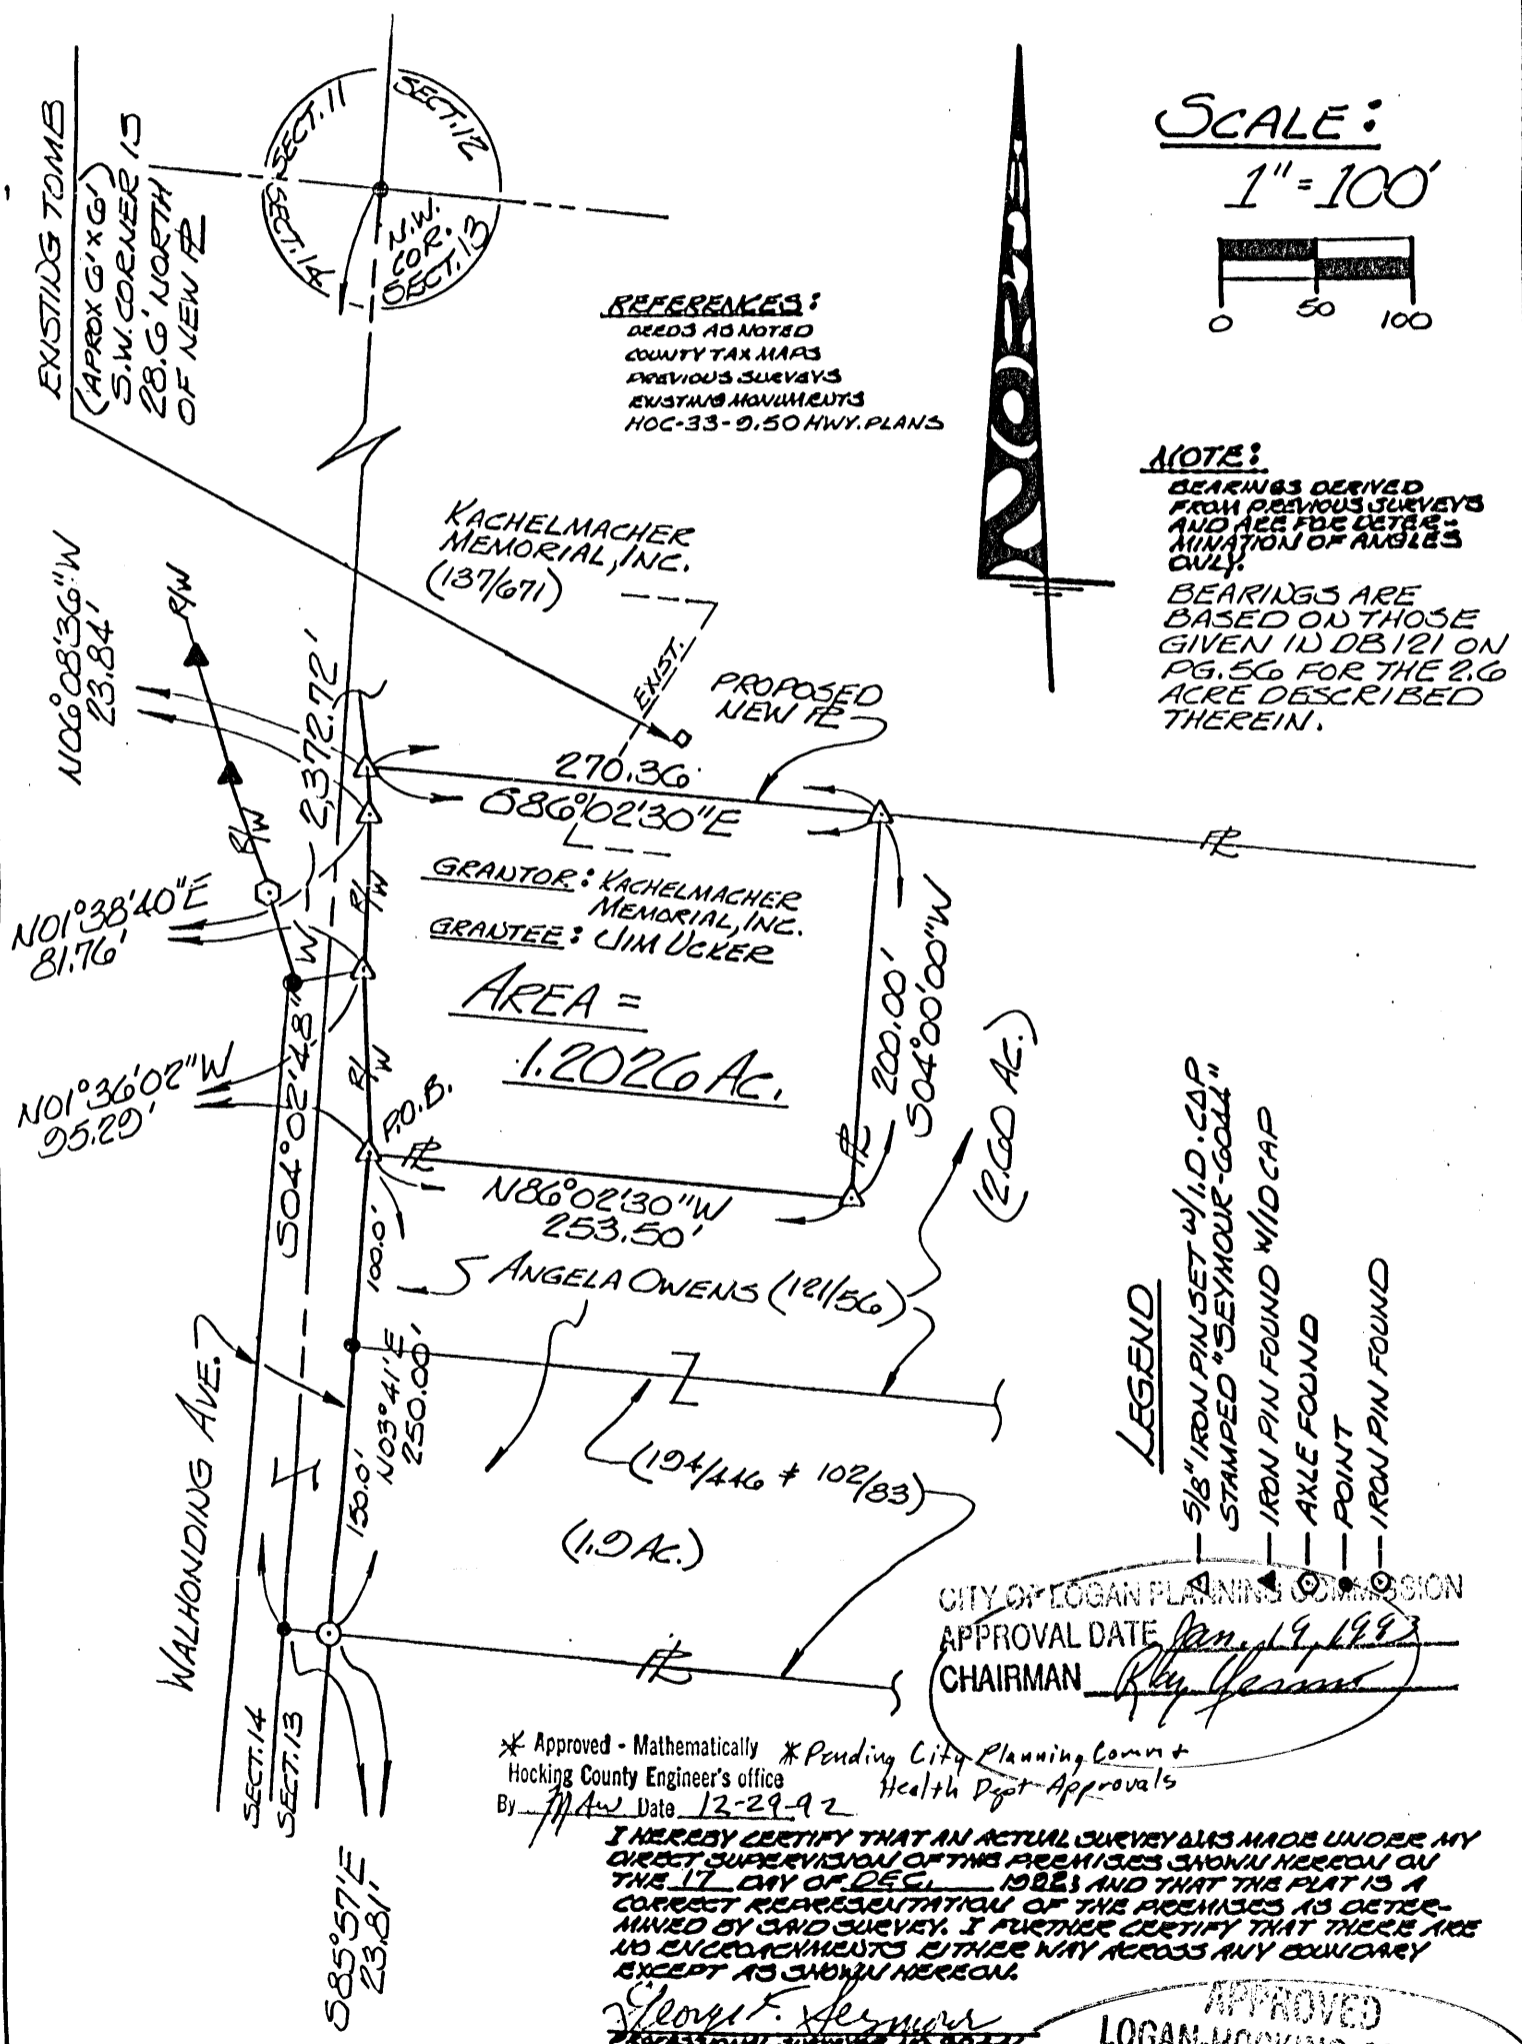 EXISTING TOMB
(APROX 6' X 6')
S.W. CORNER IS
28.6' NORTH
OF NEW PL
SECT. 11
SECT. 12
SECT. 14
N.W.
COR.
SECT. 13
SCALE:
1" = 100'
0 50 100
REFERENCES:
DEEDS AS NOTED
COUNTY TAX MAPS
PREVIOUS SURVEYS
EXISTING MONUMENTS
HOC-33-9.50 HWY. PLANS
NORTH
NOTE:
BEARINGS DERIVED
FROM PREVIOUS SURVEYS
AND ARE FOR DETER-
MINATION OF ANGLES
ONLY.
BEARINGS ARE
BASED ON THOSE
GIVEN IN DB 121 ON
PG. 56 FOR THE 2.6
ACRE DESCRIBED
THEREIN.
KACHELMACHER
MEMORIAL, INC.
(137/671)
EXIST.
PROPOSED
NEW PL
N06°08'36"W
23.84'
R/W
R/W
2,372.72'
270.36'
S86°02'30"E
PL
GRANTOR: KACHELMACHER
MEMORIAL, INC.
GRANTEE: JIM UCKER
AREA =
1.2026 AC.
N01°38'40"E
81.76'
R/W
W
N01°36'02"W
95.29'
R/W
S04°02'48"
P.O.B.
PL
200.00'
S04°00'00"W
PL
(2.60 AC.)
N86°02'30"W
253.50'
100.0'
ANGELA OWENS (121/56)
N03°41'E
250.00'
150.0'
WALHONDING AVE.
(194/446 & 102/83)
(1.9 AC.)
PL
SECT. 14
SECT. 13
S85°57'E
23.81'
LEGEND
5/8" IRON PIN SET W/I.D. CAP
STAMPED "SEYMOUR-6044"
IRON PIN FOUND W/ID CAP
AXLE FOUND
POINT
IRON PIN FOUND
CITY OF LOGAN PLANNING COMMISSION
APPROVAL DATE Jan. 19, 1993
CHAIRMAN
* Approved - Mathematically * Pending City Planning Comm +
Hocking County Engineer's office Health Dept Approvals
By MAW Date 12-29-92
I HEREBY CERTIFY THAT AN ACTUAL SURVEY WAS MADE UNDER MY
DIRECT SUPERVISION OF THE PREMISES SHOWN HEREON ON
THE 17 DAY OF DEC. 1992; AND THAT THE PLAT IS A
CORRECT REPRESENTATION OF THE PREMISES AS DETER-
MINED BY SAID SURVEY. I FURTHER CERTIFY THAT THERE ARE
NO ENCROACHMENTS EITHER WAY ACROSS ANY BOUNDARY
EXCEPT AS SHOWN HEREON.
George F. Seymour
APPROVED